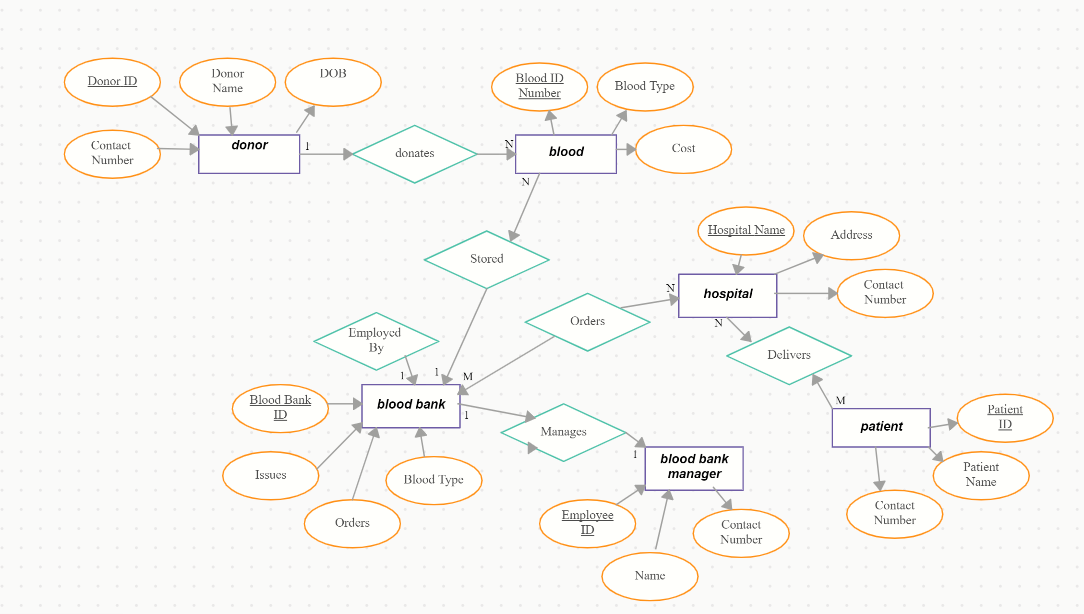 Donor ID
Donor
Name
DOB
Contact
Number
donor
1
donates
N
blood
Blood ID
Number
Blood Type
Cost
N
Stored
Hospital Name
Address
Contact
Number
hospital
N
N
Orders
Employed
By
1
1
M
Delivers
M
blood bank
1
Blood Bank
ID
Issues
Orders
Blood Type
Manages
1
blood bank
manager
Employee
ID
Name
Contact
Number
patient
Patient
ID
Patient
Name
Contact
Number